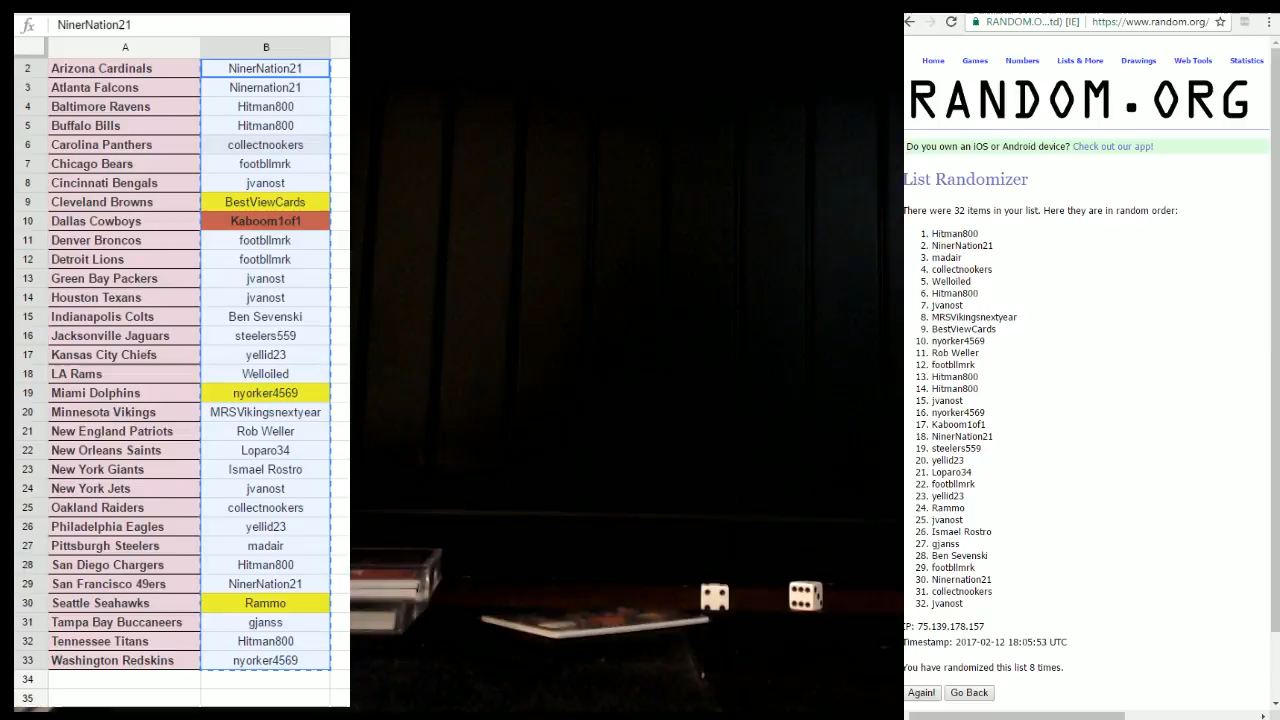 fx NinerNation21
A B
2 Arizona Cardinals NinerNation21
3 Atlanta Falcons Ninernation21
4 Baltimore Ravens Hitman800
5 Buffalo Bills Hitman800
6 Carolina Panthers collectnookers
7 Chicago Bears footbllmrk
8 Cincinnati Bengals jvanost
9 Cleveland Browns BestViewCards
10 Dallas Cowboys Kaboom1of1
11 Denver Broncos footbllmrk
12 Detroit Lions footbllmrk
13 Green Bay Packers jvanost
14 Houston Texans jvanost
15 Indianapolis Colts Ben Sevenski
16 Jacksonville Jaguars steelers559
17 Kansas City Chiefs yellid23
18 LA Rams Welloiled
19 Miami Dolphins nyorker4569
20 Minnesota Vikings MRSVikingsnextyear
21 New England Patriots Rob Weller
22 New Orleans Saints Loparo34
23 New York Giants Ismael Rostro
24 New York Jets jvanost
25 Oakland Raiders collectnookers
26 Philadelphia Eagles yellid23
27 Pittsburgh Steelers madair
28 San Diego Chargers Hitman800
29 San Francisco 49ers NinerNation21
30 Seattle Seahawks Rammo
31 Tampa Bay Buccaneers gjanss
32 Tennessee Titans Hitman800
33 Washington Redskins nyorker4569
34
35
RANDOM.O...td) [IE] https://www.random.org/
Home Games Numbers Lists & More Drawings Web Tools Statistics
RANDOM.ORG
Do you own an iOS or Android device? Check out our app!
List Randomizer
There were 32 items in your list. Here they are in random order:
1. Hitman800
2. NinerNation21
3. madair
4. collectnookers
5. Welloiled
6. Hitman800
7. jvanost
8. MRSVikingsnextyear
9. BestViewCards
10. nyorker4569
11. Rob Weller
12. footbllmrk
13. Hitman800
14. Hitman800
15. jvanost
16. nyorker4569
17. Kaboom1of1
18. NinerNation21
19. steelers559
20. yellid23
21. Loparo34
22. footbllmrk
23. yellid23
24. Rammo
25. jvanost
26. Ismael Rostro
27. gjanss
28. Ben Sevenski
29. footbllmrk
30. Ninernation21
31. collectnookers
32. jvanost
IP: 75.139.178.157
Timestamp: 2017-02-12 18:05:53 UTC
You have randomized this list 8 times.
Again! Go Back